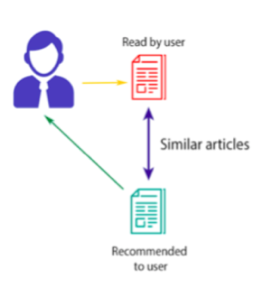 Read by user
Similar articles
Recommended
to user